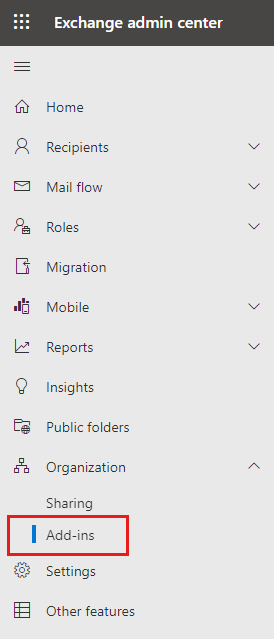 Exchange admin center
Home
Recipients
Mail flow
Roles
Migration
Mobile
Reports
Insights
Public folders
Organization
Sharing
Add-ins
Settings
Other features